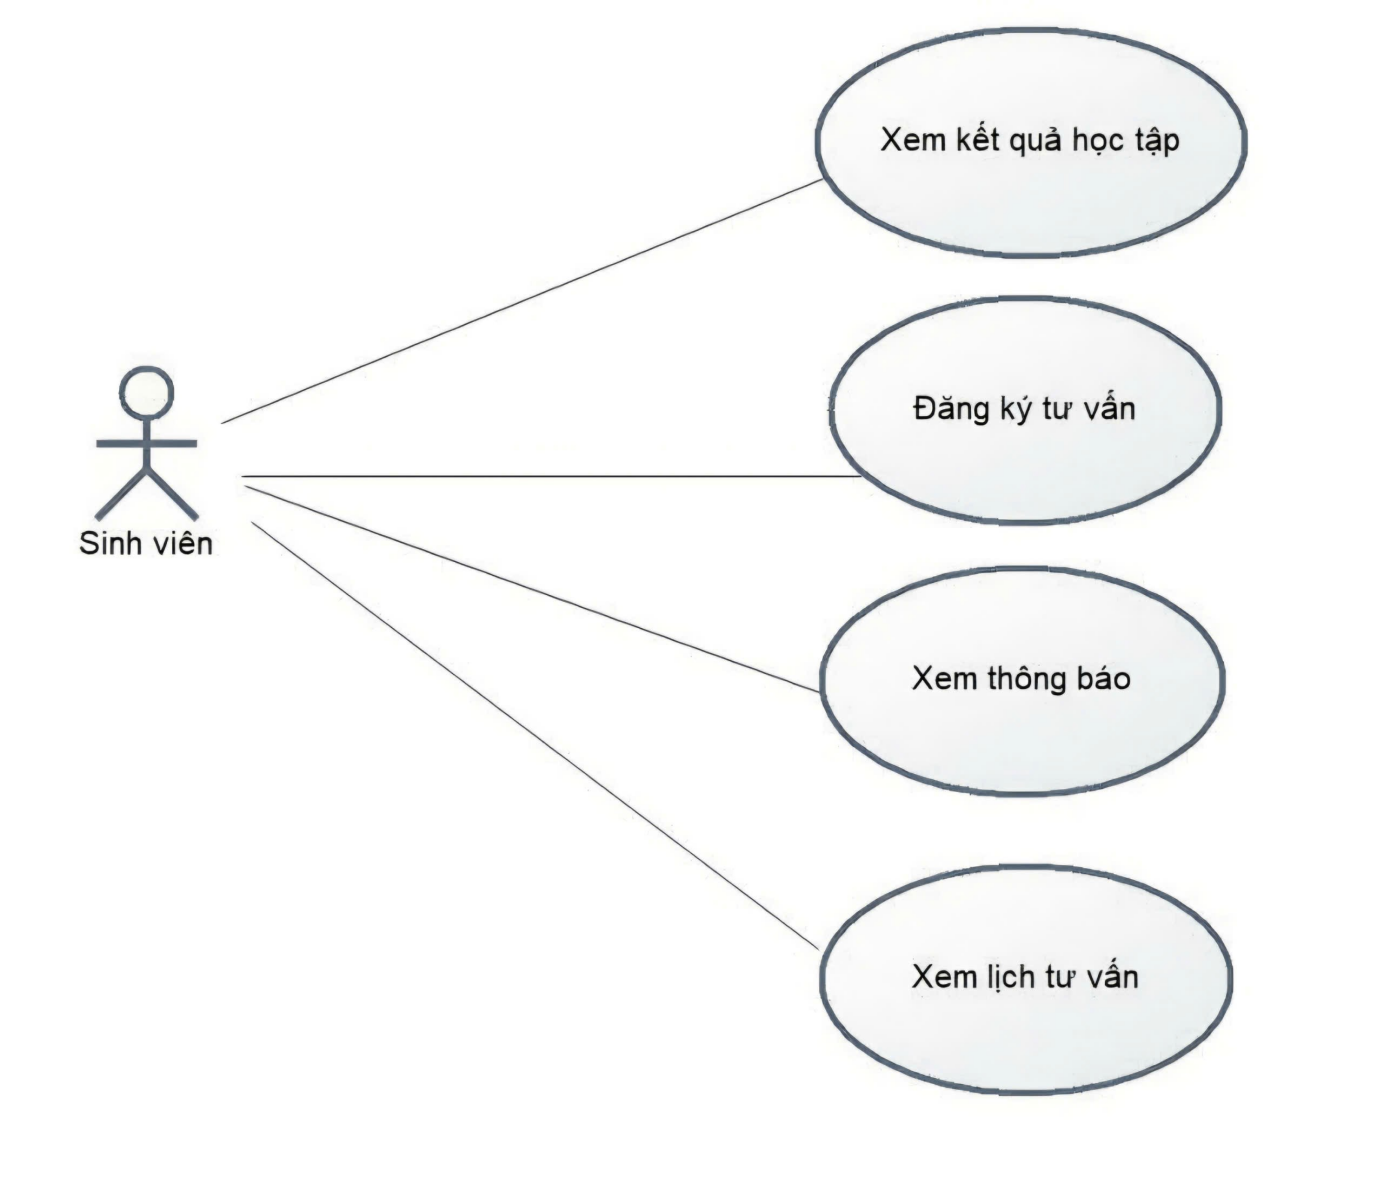 Xem kết quả học tập
Đăng ký tư vấn
Sinh viên
Xem thông báo
Xem lịch tư vấn